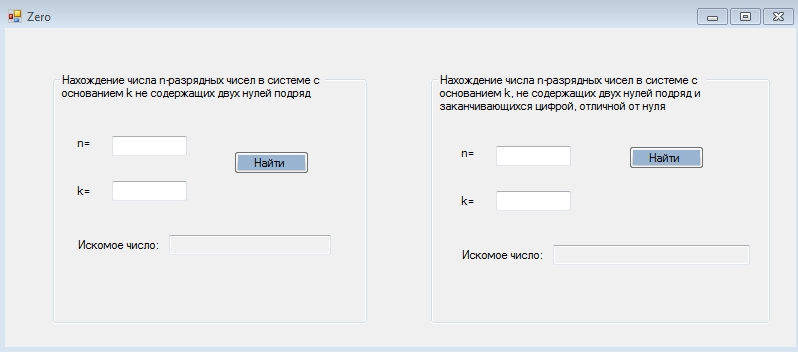 Zero
Нахождение числа n-разрядных чисел в системе с
основанием k не содержащих двух нулей подряд
n=
Найти
k=
Искомое число:
Нахождение числа n-разрядных чисел в системе с
основанием k, не содержащих двух нулей подряд и
заканчивающихся цифрой, отличной от нуля
n=
Найти
k=
Искомое число: